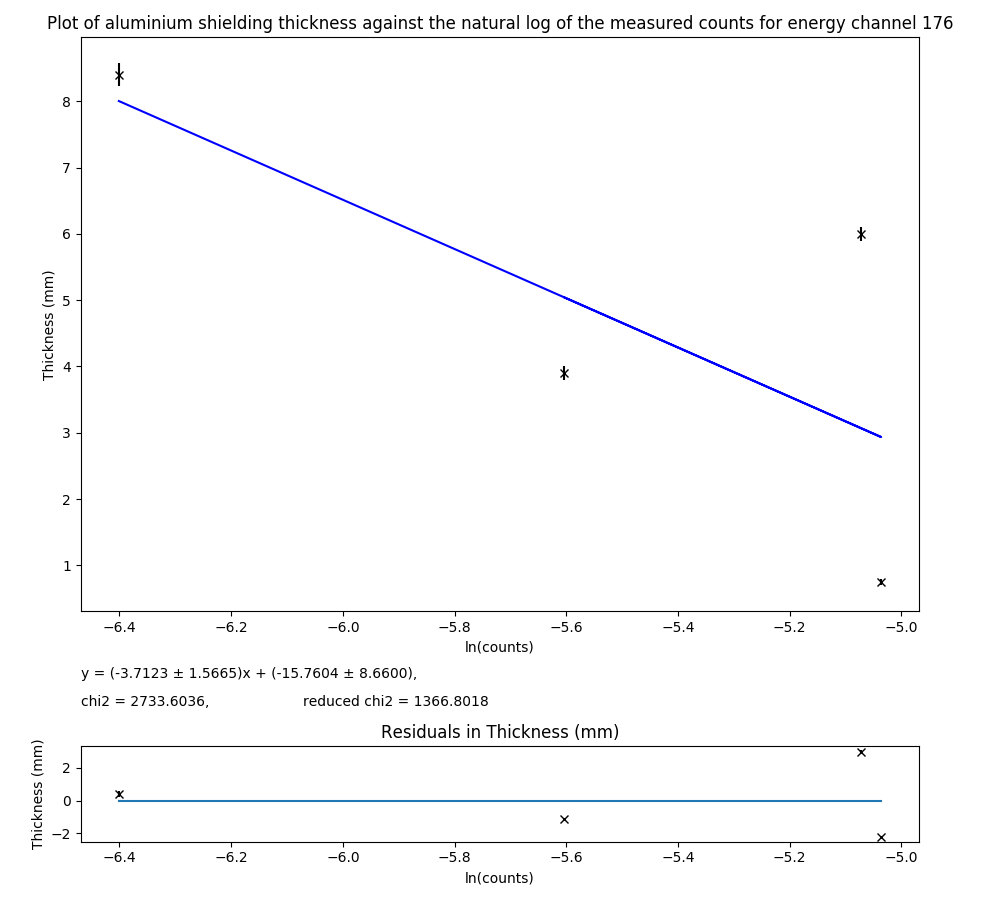 Plot of aluminium shielding thickness against the natural log of the measured counts for energy channel 176
Thickness (mm)
8
7
6
5
4
3
2
1
−6.4 −6.2 −6.0 −5.8 −5.6 −5.4 −5.2 −5.0
ln(counts)
y = (-3.7123 ± 1.5665)x + (-15.7604 ± 8.6600),
chi2 = 2733.6036, reduced chi2 = 1366.8018
Residuals in Thickness (mm)
Thickness (mm)
2
0
−2
−6.4 −6.2 −6.0 −5.8 −5.6 −5.4 −5.2 −5.0
ln(counts)